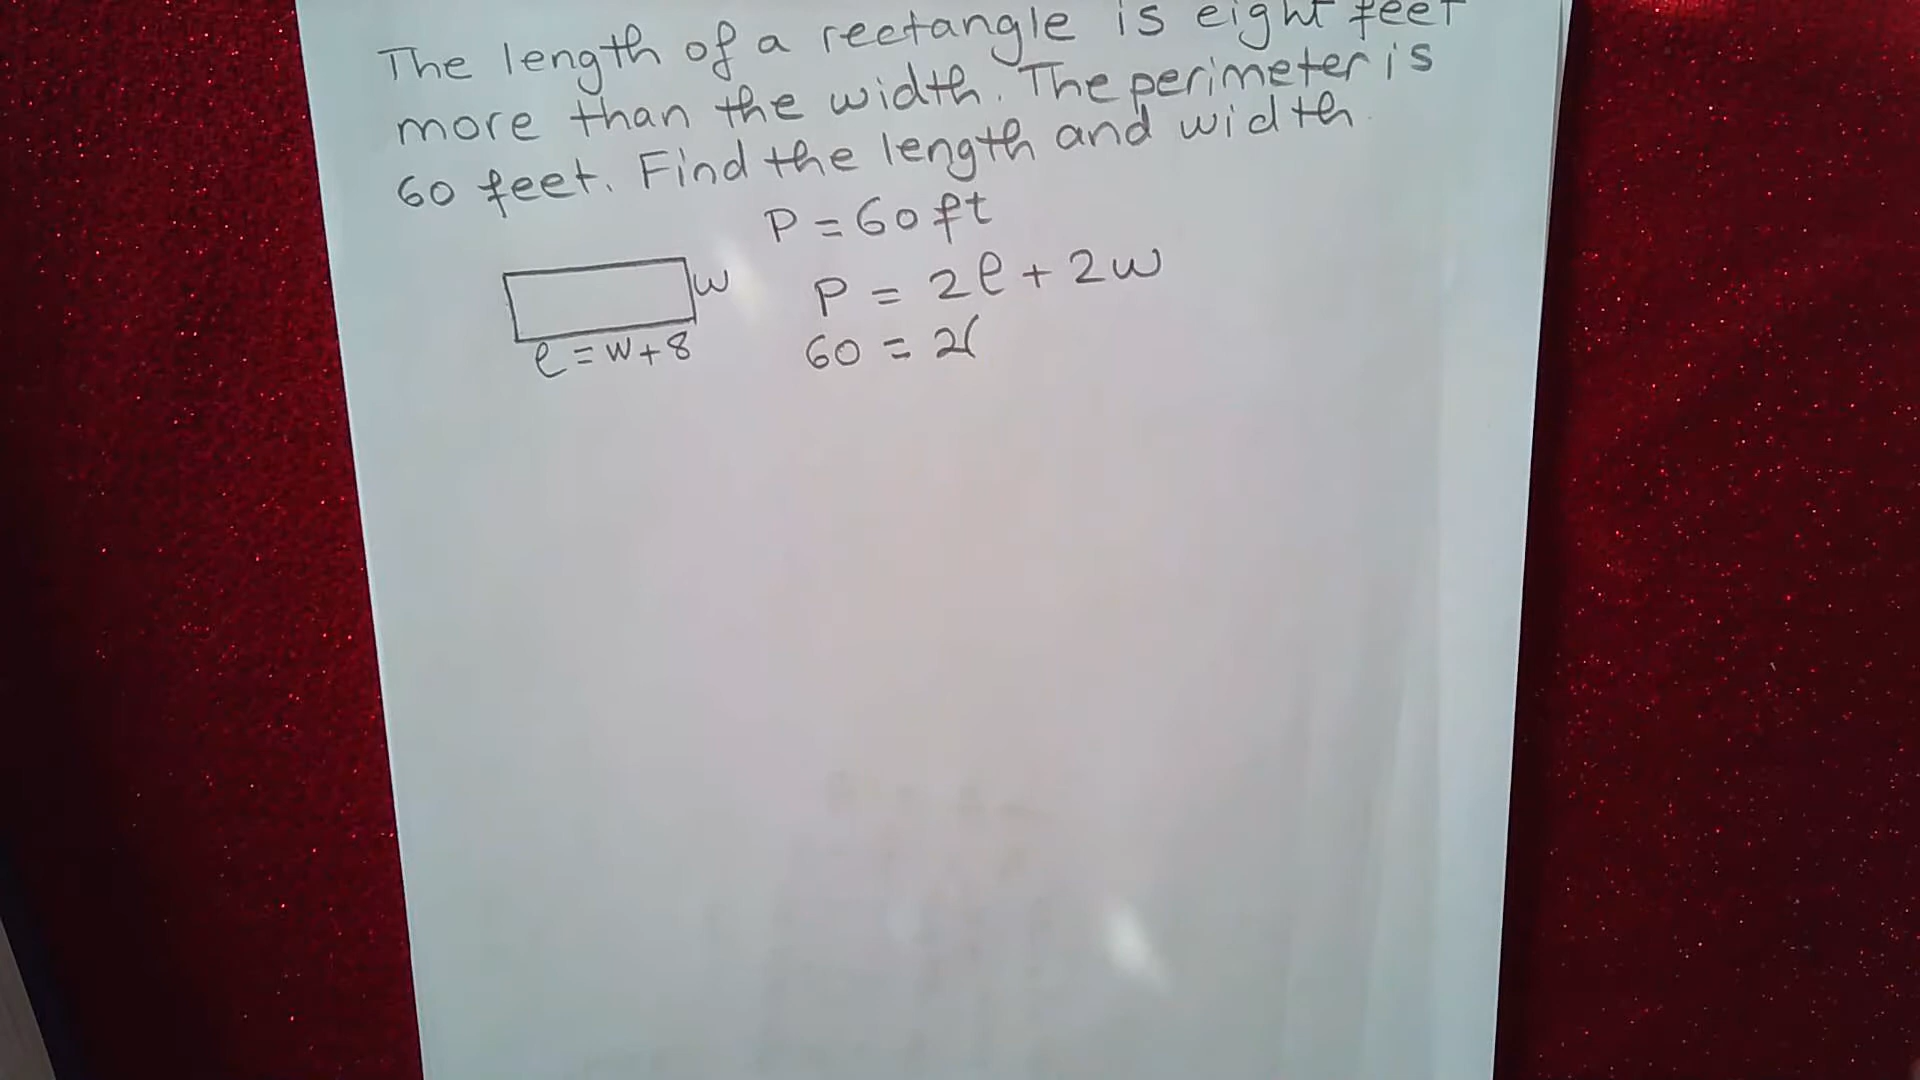 The length of a rectangle is eight feet
more than the width. The perimeter is
60 feet. Find the length and width
P = 60 ft
w
P = 2l + 2w
l = w + 8
60 = 2(